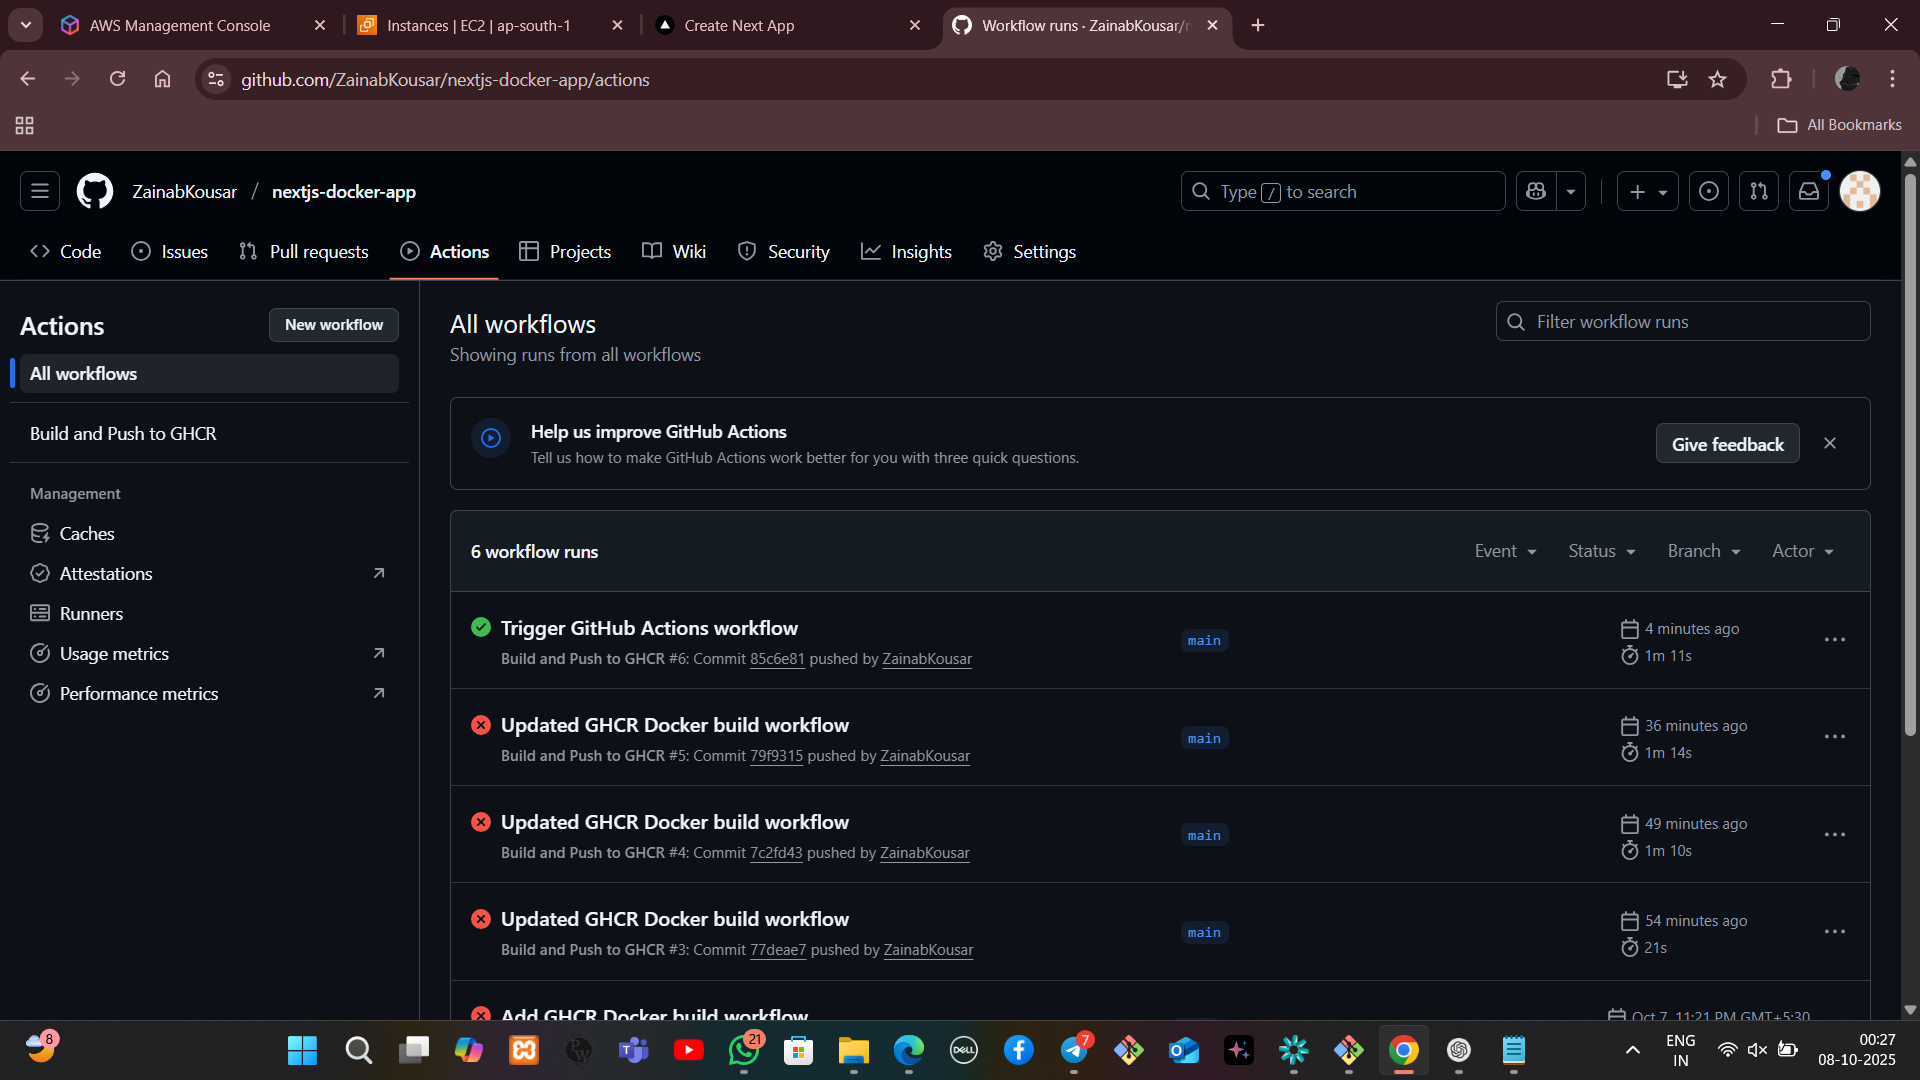 AWS Management Console
Instances | EC2 | ap-south-1
Create Next App
Workflow runs · ZainabKousar/n
github.com/ZainabKousar/nextjs-docker-app/actions
All Bookmarks
ZainabKousar / nextjs-docker-app
Type / to search
Code
Issues
Pull requests
Actions
Projects
Wiki
Security
Insights
Settings
Actions
New workflow
All workflows
Build and Push to GHCR
Management
Caches
Attestations
Runners
Usage metrics
Performance metrics
All workflows
Showing runs from all workflows
Filter workflow runs
Help us improve GitHub Actions
Tell us how to make GitHub Actions work better for you with three quick questions.
Give feedback
6 workflow runs
Event
Status
Branch
Actor
Trigger GitHub Actions workflow
Build and Push to GHCR #6: Commit 85c6e81 pushed by ZainabKousar
main
4 minutes ago
1m 11s
Updated GHCR Docker build workflow
Build and Push to GHCR #5: Commit 79f9315 pushed by ZainabKousar
main
36 minutes ago
1m 14s
Updated GHCR Docker build workflow
Build and Push to GHCR #4: Commit 7c2fd43 pushed by ZainabKousar
main
49 minutes ago
1m 10s
Updated GHCR Docker build workflow
Build and Push to GHCR #3: Commit 77deae7 pushed by ZainabKousar
main
54 minutes ago
21s
Add GHCR Docker build workflow
Oct 7, 11:21 PM GMT+5:30
8
21
DELL
7
ENG
IN
00:27
08-10-2025